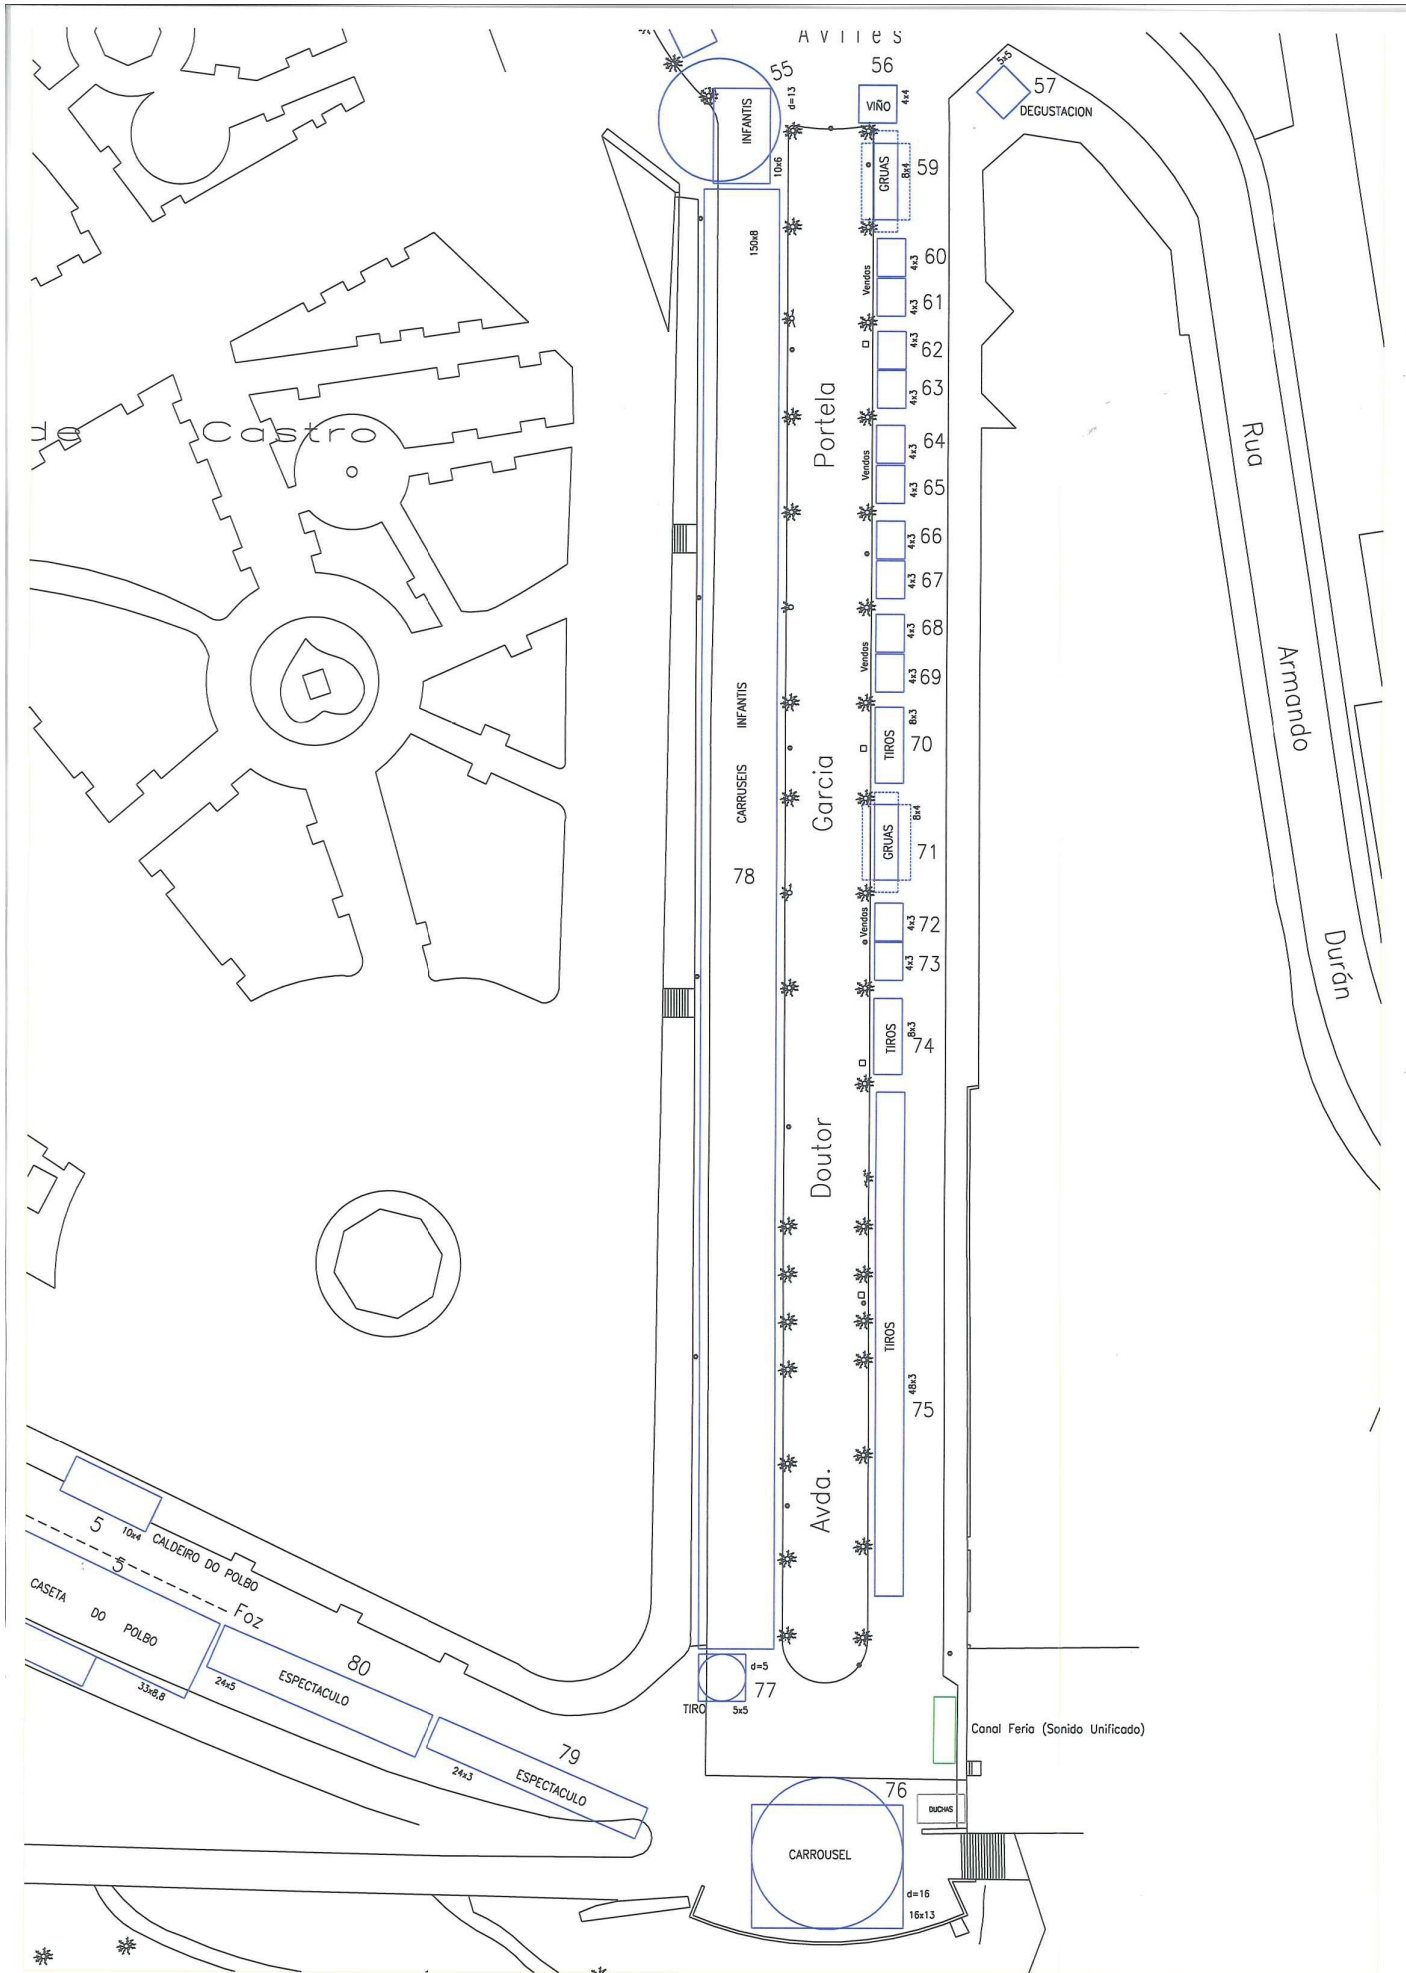 Aviles
55
d=13
INFANTIS
10x6
56
VIÑO
4x4
5x5
57
DEGUSTACION
GRUAS
8x4
59
150x8
Vendas
4x3
60
4x3
61
4x3
62
4x3
63
Portela
de Castro
Vendas
4x3
64
4x3
65
4x3
66
4x3
67
Vendas
4x3
68
4x3
69
Rua
Armando
Durán
8x3
TIROS
70
CARRUSEIS INFANTIS
78
Garcia
8x4
GRUAS
71
Vendas
4x3
72
4x3
73
TIROS
8x3
74
Doutor
TIROS
48x3
75
Avda.
5
10x4
CALDEIRO DO POLBO
5
Foz
CASETA DO POLBO
33x8,8
80
ESPECTACULO
24x5
79
ESPECTACULO
24x3
d=5
77
TIRO
5x5
Canal Feria (Sonido Unificado)
76
DUCHAS
CARROUSEL
d=16
16x13